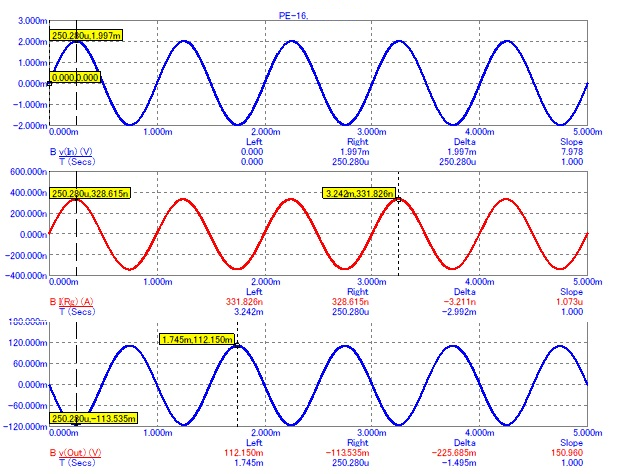 PE-16,
3.000m
250.280u,1.997m
2.000m
1.000m
0.000,0.000
0.000m
-1.000m
-2.000m
0.000m 1.000m 2.000m 3.000m 4.000m 5.000m
Left Right Delta Slope
B v(In) (V) 0.000 1.997m 1.997m 7.978
T (Secs) 0.000 250.280u 250.280u 1.000
600.000n
400.000n
250.280u,328.615n 3.242m,331.826n
200.000n
0.000n
-200.000n
-400.000n
0.000m 1.000m 2.000m 3.000m 4.000m 5.000m
Left Right Delta Slope
B I(Rg) (A) 331.826n 328.615n -3.211n 1.073u
T (Secs) 3.242m 250.280u -2.992m 1.000
180.000m
1.745m,112.150m
120.000m
60.000m
0.000m
-60.000m
250.280u,-113.535m
-120.000m
0.000m 1.000m 2.000m 3.000m 4.000m 5.000m
Left Right Delta Slope
B v(Out) (V) 112.150m -113.535m -225.685m 150.960
T (Secs) 1.745m 250.280u -1.495m 1.000